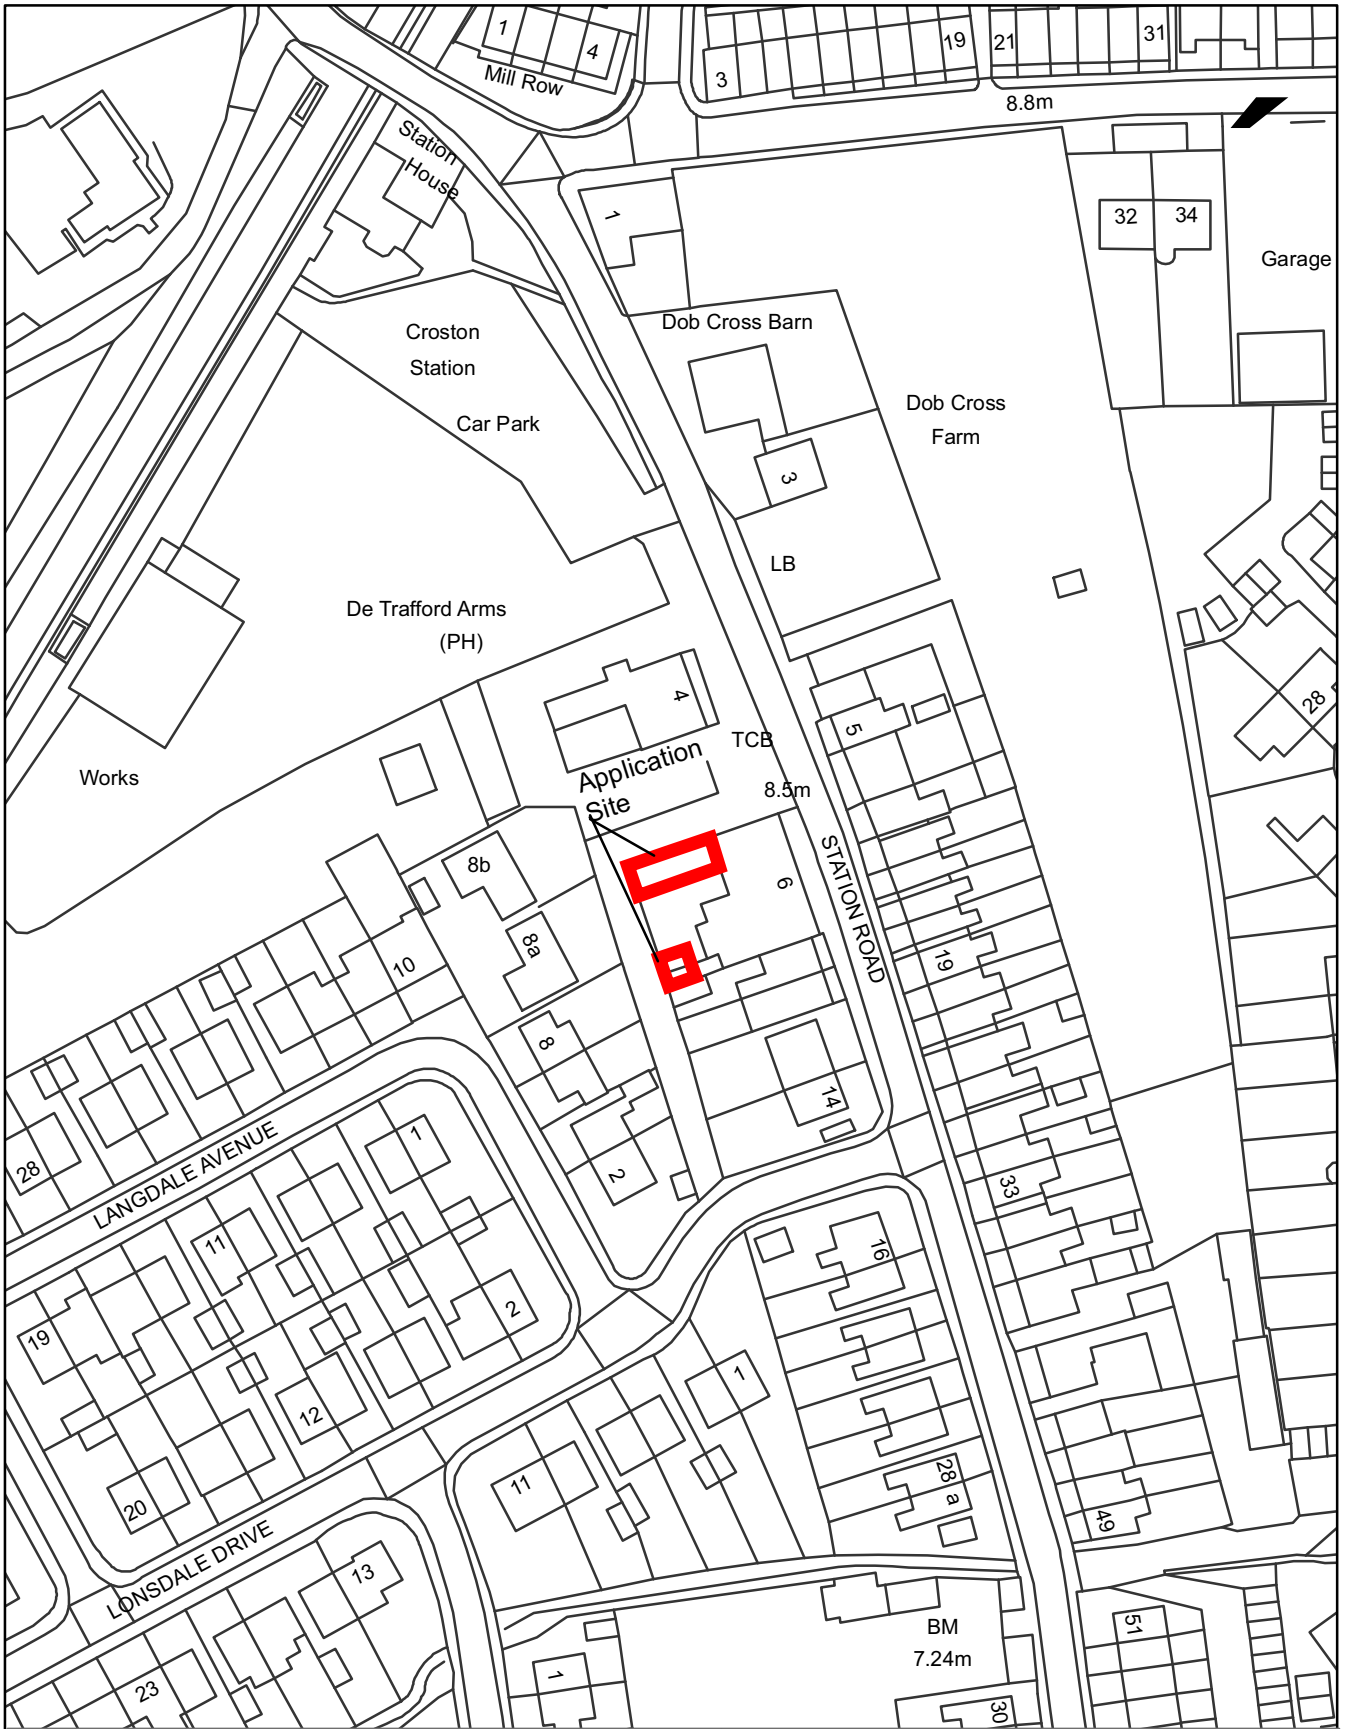 1
4
Mill Row
3
19
21
31
8.8m
Station
House
1
32
34
Garage
Croston
Station
Car Park
Dob Cross Barn
Dob Cross
Farm
3
LB
De Trafford Arms
(PH)
4
5
28
Works
TCB
Application
Site
8.5m
STATION ROAD
8b
6
8a
10
19
8
14
2
28
LANGDALE AVENUE
1
33
11
16
19
2
12
1
11
28
a
20
49
LONSDALE DRIVE
13
51
BM
7.24m
23
1
30